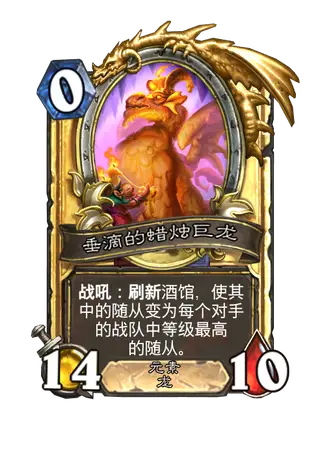 0
垂滴的蜡烛巨龙
战吼：刷新酒馆，使其
中的随从变为每个对手
的战队中等级最高
的随从。
14
元素
龙
10